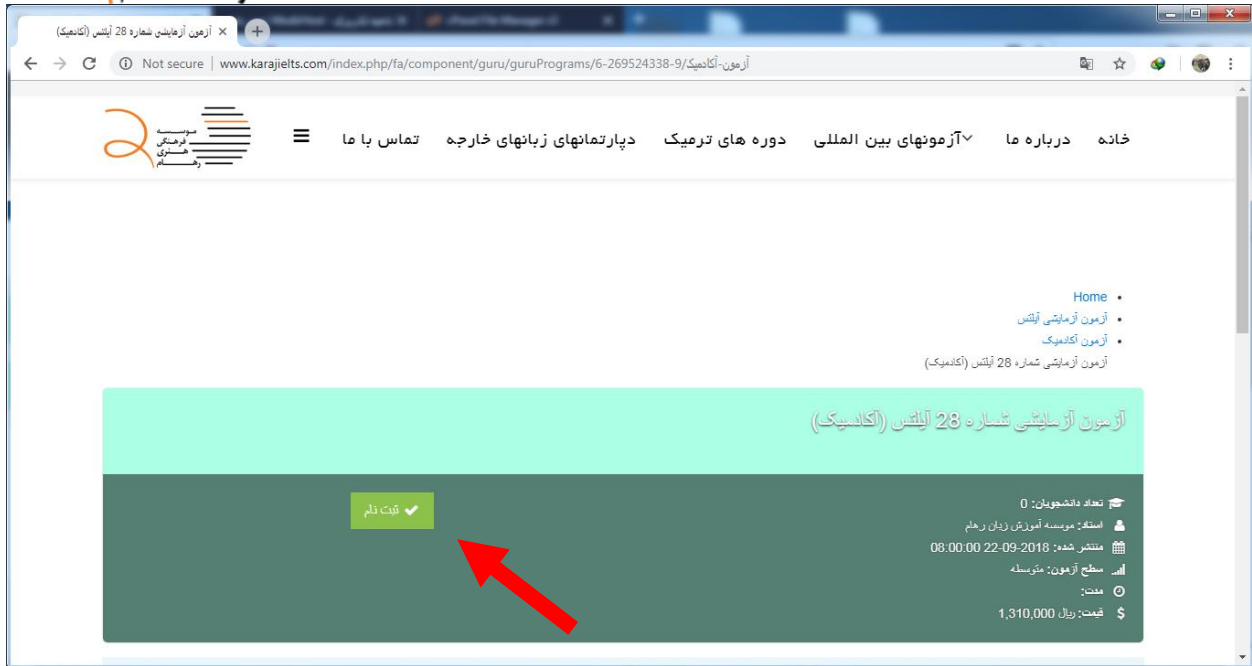 آزمون آزمایشی شماره 28 آیلتس (آکادمیک)
Not secure | www.karajielts.com/index.php/fa/component/guru/guruPrograms/6-269524338-9/آزمون-آکادمیک
موسسه
فرهنگی
هنری
رهام
خانه درباره ما آزمونهای بین المللی دوره های ترمیک دپارتمانهای زبانهای خارجه تماس با ما
Home
آزمون آزمایشی آیلتس
آزمون آکادمیک
آزمون آزمایشی شماره 28 آیلتس (آکادمیک)
آزمون آزمایشی شماره 28 آیلتس (آکادمیک)
تعداد دانشجویان: 0
استاد: موسسه آموزش زبان رهام
منتشر شده: 2018-09-22 08:00:00
سطح آزمون: متوسطه
مدت:
قیمت: ریال 1,310,000
ثبت نام